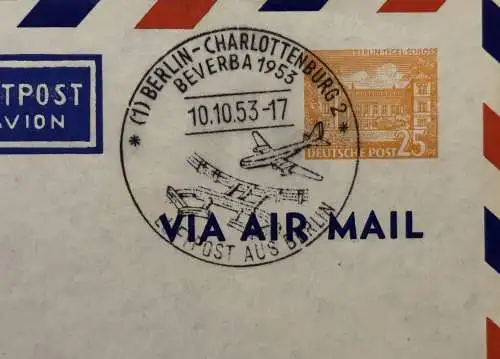 (1) BERLIN-CHARLOTTENBURG 2
BEVERBA 1953
10.10.53-17
LUFTPOST AUS BERLIN
TPOST
AVION
BERLIN-TEGEL·SCHLOSS
DEUTSCHE POST 25
VIA AIR MAIL